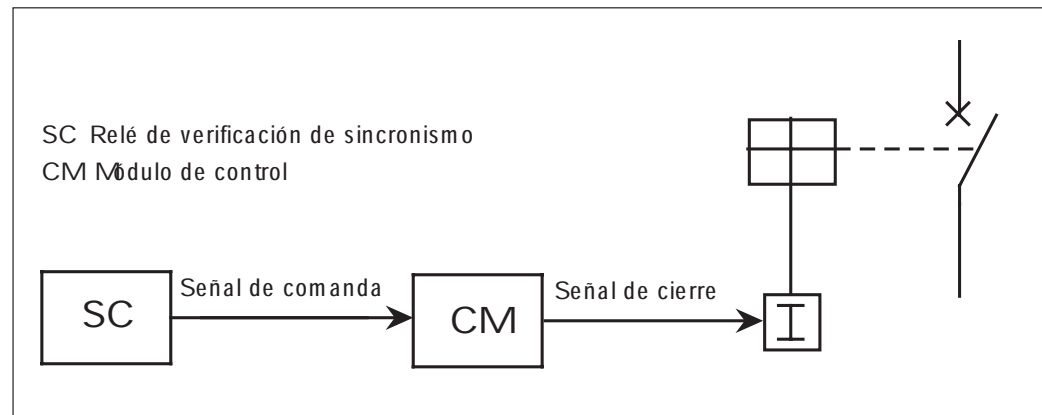 SC Relé de verificación de sincronismo
CM Módulo de control
Señal de comanda
Señal de cierre
SC
CM
I